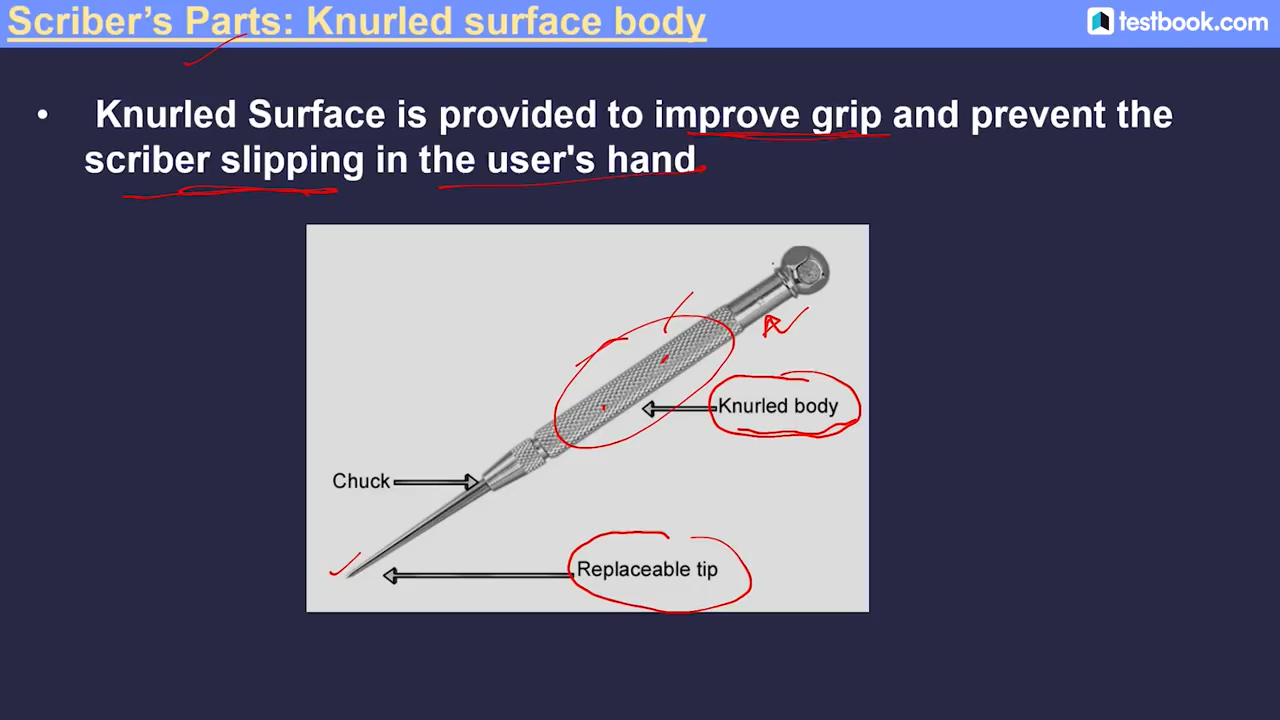 Scriber's Parts: Knurled surface body
testbook.com
• Knurled Surface is provided to improve grip and prevent the
scriber slipping in the user's hand
Knurled body
Chuck
Replaceable tip